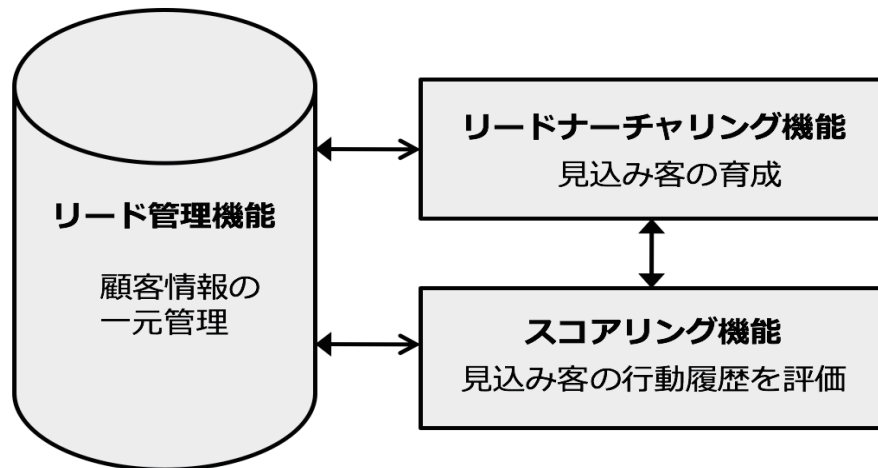 リード管理機能
顧客情報の
一元管理
リードナーチャリング機能
見込み客の育成
スコアリング機能
見込み客の行動履歴を評価